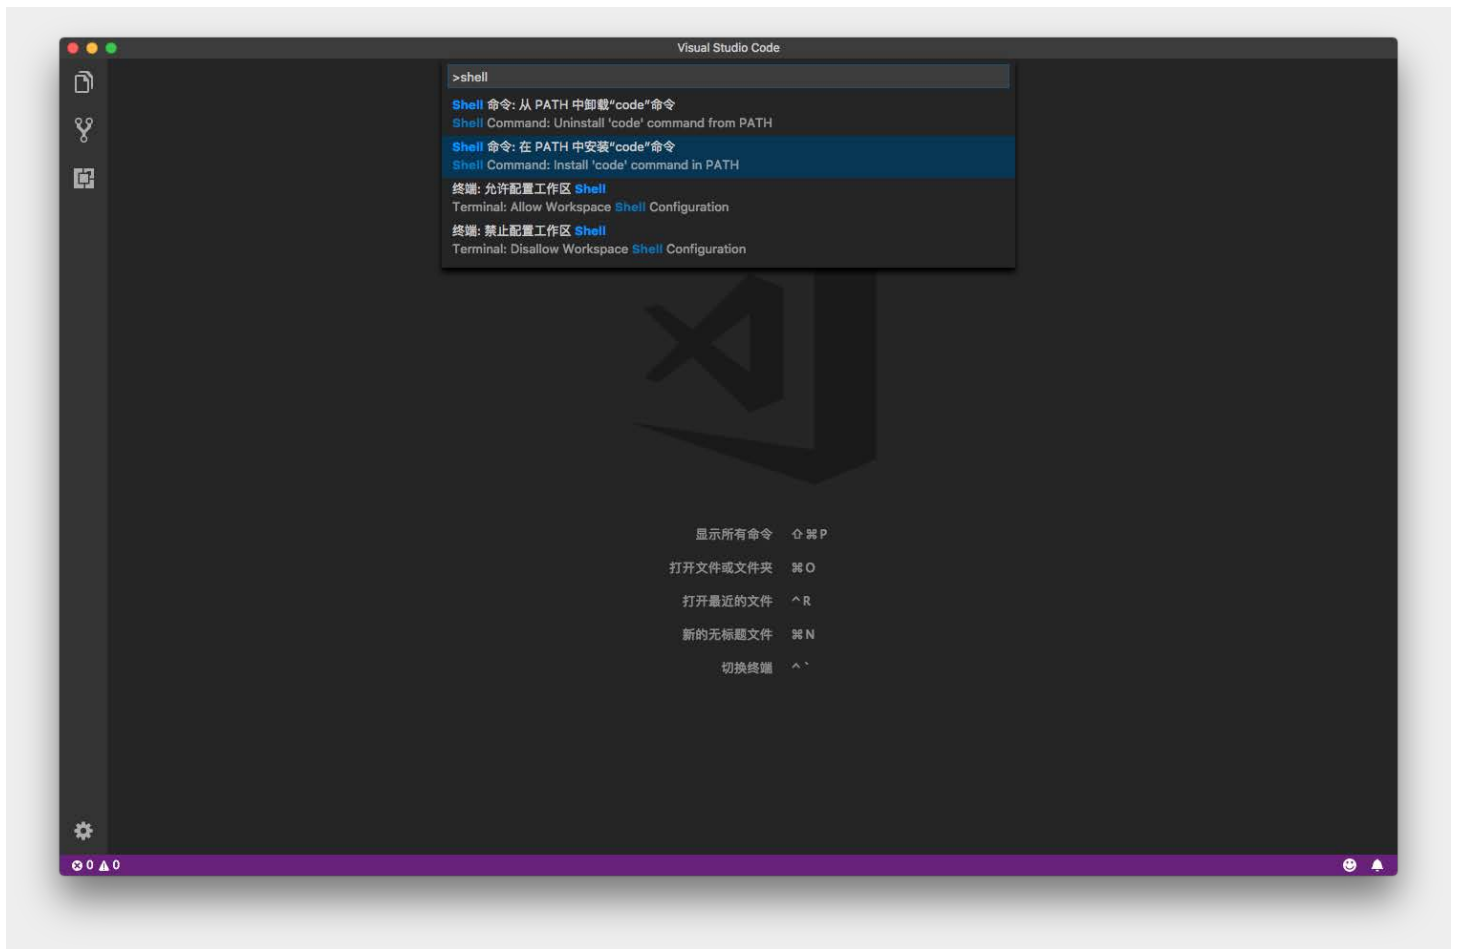 Visual Studio Code
>shell
Shell 命令: 从 PATH 中卸载“code”命令
Shell Command: Uninstall 'code' command from PATH
Shell 命令: 在 PATH 中安装“code”命令
Shell Command: Install 'code' command in PATH
终端: 允许配置工作区 Shell
Terminal: Allow Workspace Shell Configuration
终端: 禁止配置工作区 Shell
Terminal: Disallow Workspace Shell Configuration
显示所有命令 ⇧⌘P
打开文件或文件夹 ⌘O
打开最近的文件 ^R
新的无标题文件 ⌘N
切换终端 ^`
0 0